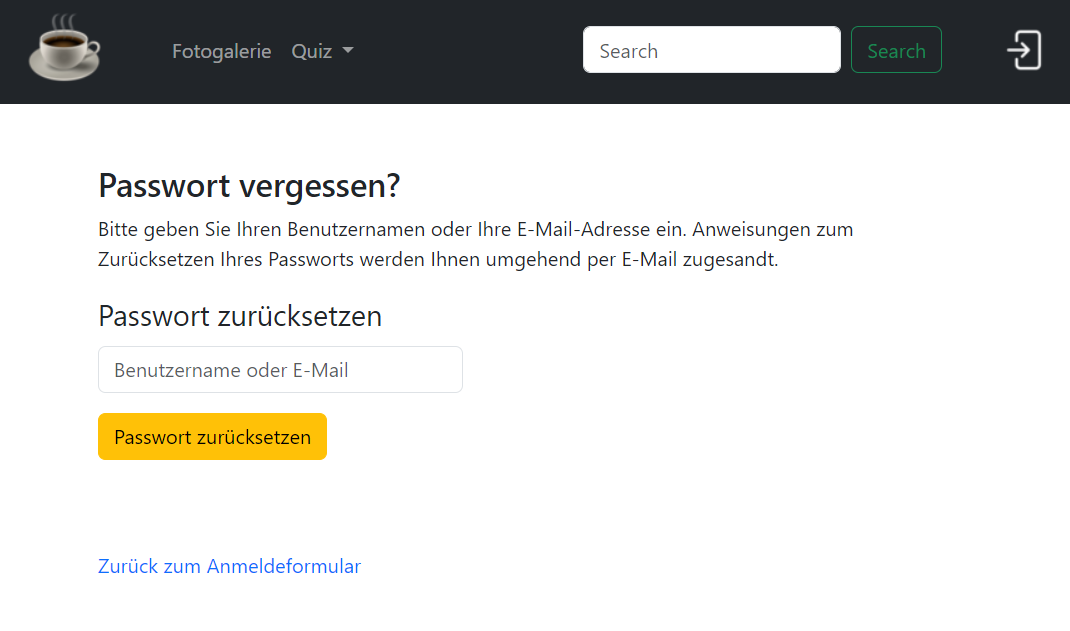 Fotogalerie Quiz Search Search
Passwort vergessen?
Bitte geben Sie Ihren Benutzernamen oder Ihre E-Mail-Adresse ein. Anweisungen zum
Zurücksetzen Ihres Passworts werden Ihnen umgehend per E-Mail zugesandt.
Passwort zurücksetzen
Benutzername oder E-Mail
Passwort zurücksetzen
Zurück zum Anmeldeformular